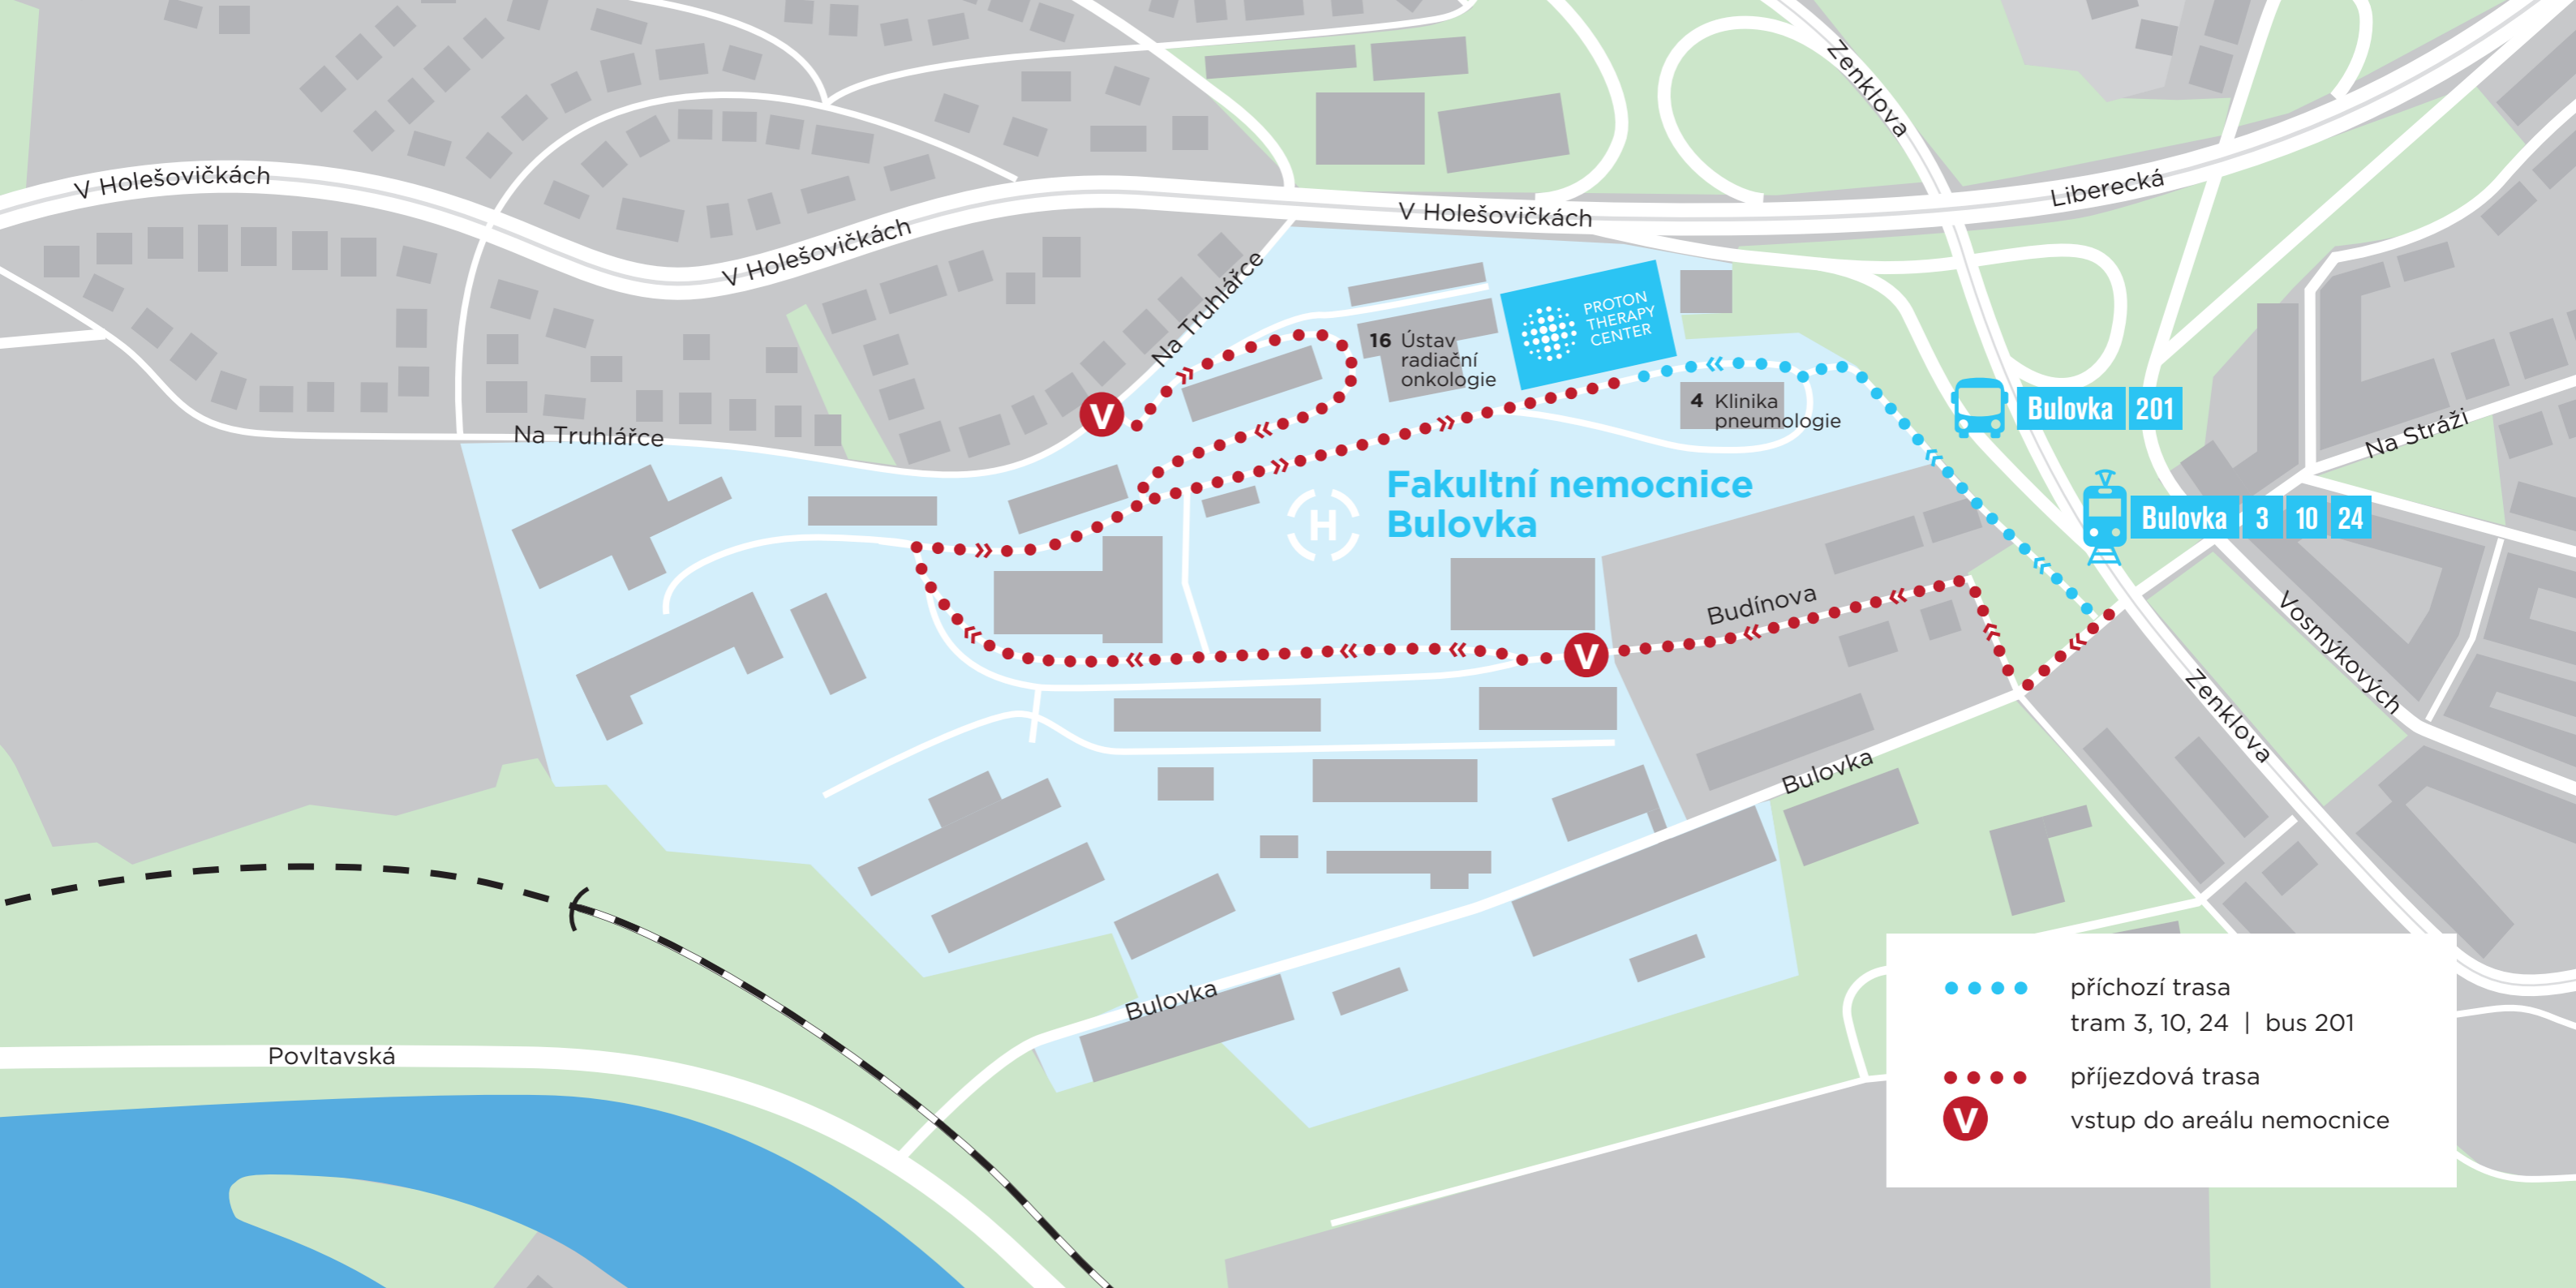 Zenklova
V Holešovičkách
Liberecká
V Holešovičkách
V Holešovičkách
Na Truhlářce
PROTON
THERAPY
CENTER
16 Ústav
radiační
onkologie
4 Klinika
pneumologie
V
Bulovka 201
Na Stráži
Na Truhlářce
Fakultní nemocnice
Bulovka
H
Bulovka 3 10 24
Budínova
V
Vosmýkových
Zenklova
Bulovka
Bulovka
Povltavská
příchozí trasa
tram 3, 10, 24 | bus 201
příjezdová trasa
V vstup do areálu nemocnice